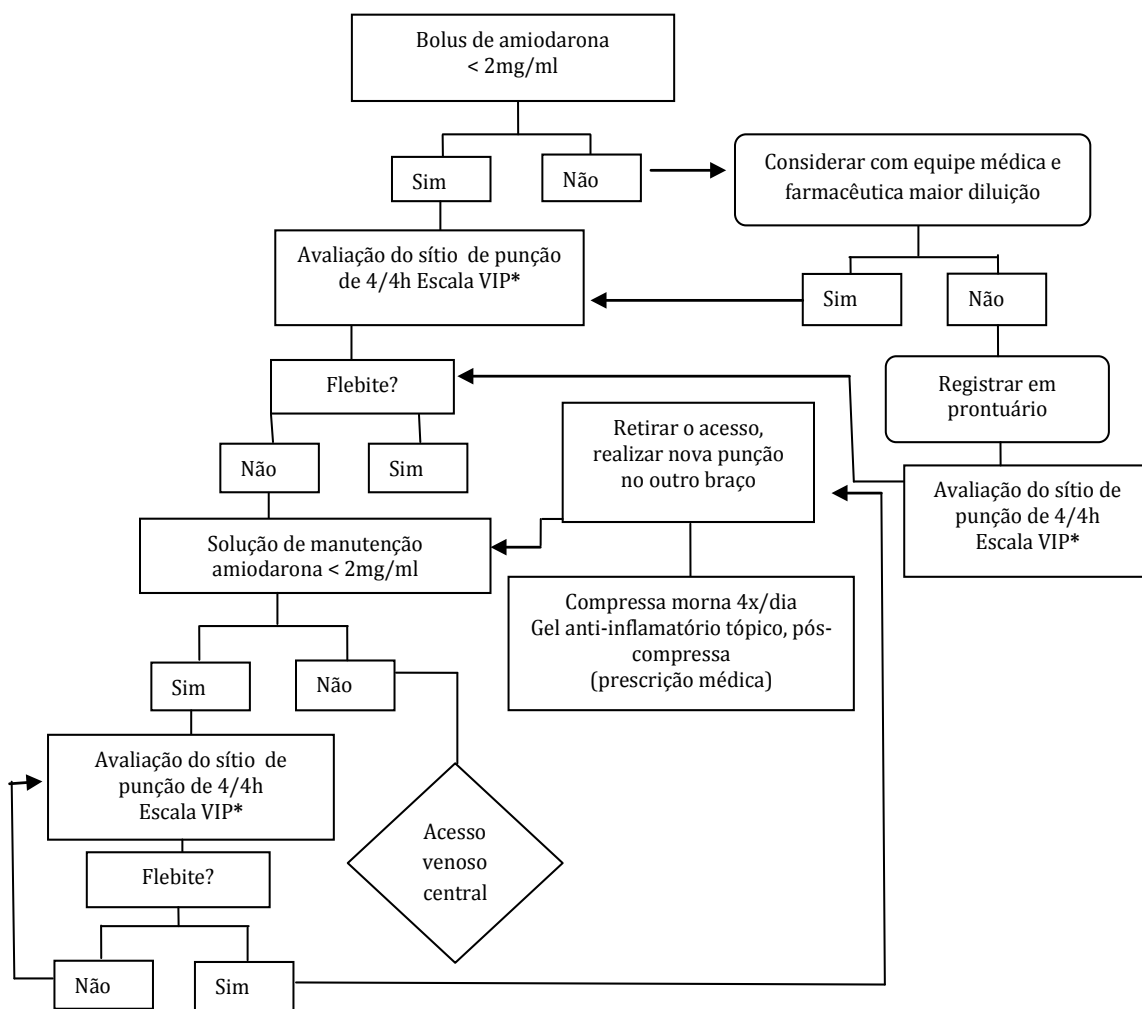 Bolus de amiodarona
< 2mg/ml
Sim
Não
Considerar com equipe médica e
farmacêutica maior diluição
Avaliação do sítio de punção
de 4/4h Escala VIP*
Sim
Não
Flebite?
Registrar em
prontuário
Não
Sim
Retirar o acesso,
realizar nova punção
no outro braço
Avaliação do sítio de
punção de 4/4h
Escala VIP*
Solução de manutenção
amiodarona < 2mg/ml
Compressa morna 4x/dia
Gel anti-inflamatório tópico, pós-
compressa
(prescrição médica)
Sim
Não
Avaliação do sítio de
punção de 4/4h
Escala VIP*
Acesso
venoso
central
Flebite?
Não
Sim